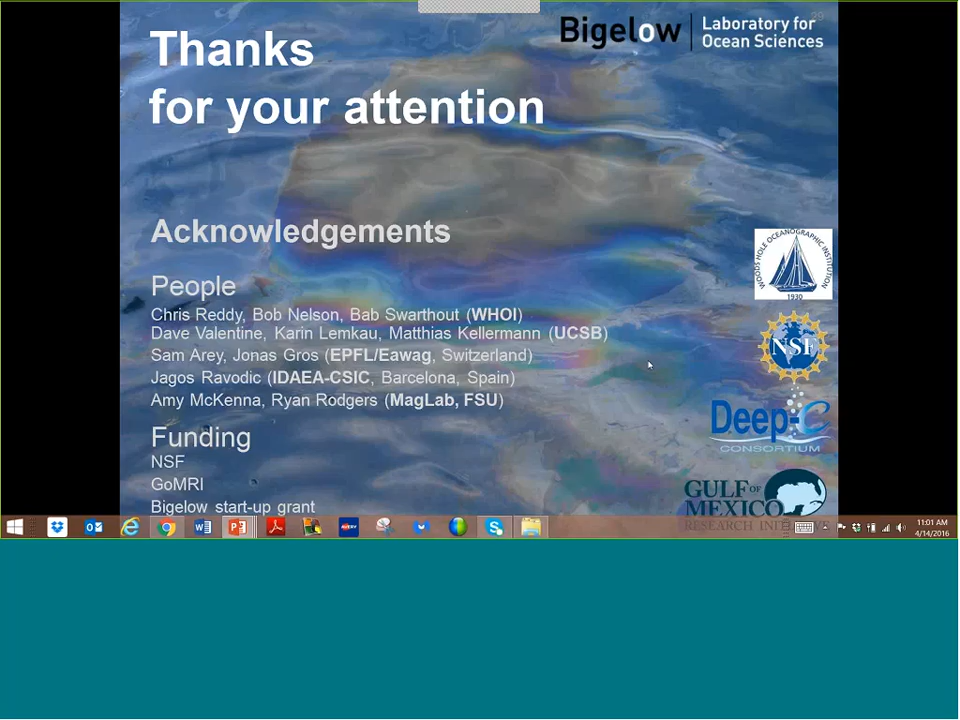 Thanks
for your attention
Bigelow
Laboratory for
Ocean Sciences
29
Acknowledgements
People
Chris Reddy, Bob Nelson, Bab Swarthout (WHOI)
Dave Valentine, Karin Lemkau, Matthias Kellermann (UCSB)
Sam Arey, Jonas Gros (EPFL/Eawag, Switzerland)
Jagos Ravodic (IDAEA-CSIC, Barcelona, Spain)
Amy McKenna, Ryan Rodgers (MagLab, FSU)
Funding
NSF
GoMRI
Bigelow start-up grant
WOODS HOLE OCEANOGRAPHIC INSTITUTION
1930
NSF
Deep-C
CONSORTIUM
GULF OF
MEXICO
11:01 AM
4/14/2016